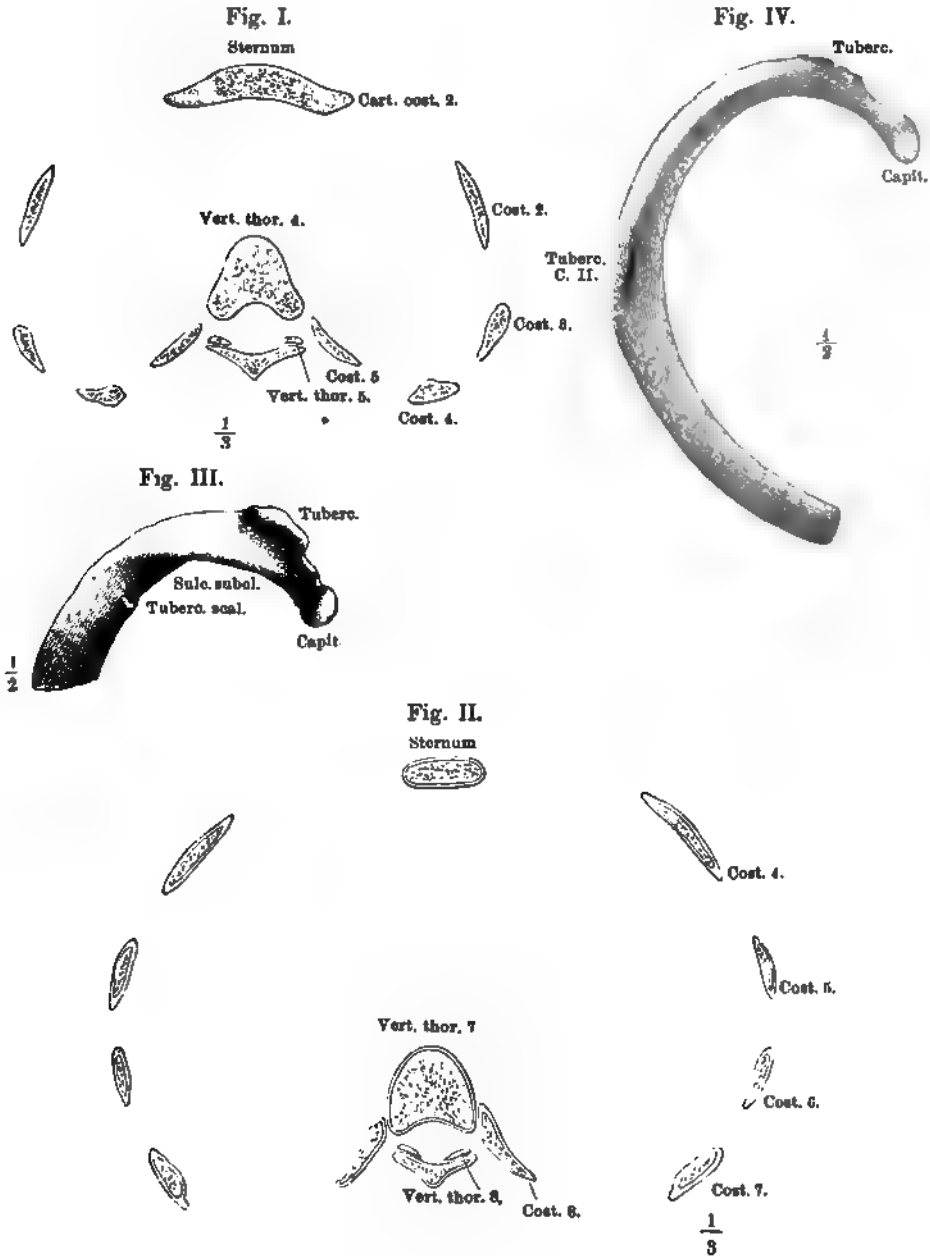 Fig. I.
Sternum
Cart. cost. 2.
Cost. 2.
Vert. thor. 4.
Cost. 3.
Cost. 5
Vert. thor. 5.
Cost. 4.
1/3
Fig. IV.
Tuberc.
Capit.
Tuberc.
C. II.
1/2
Fig. III.
Tuberc.
Sulc. subcl.
Tuberc. scal.
Capit
1/2
Fig. II.
Sternum
Cost. 4.
Cost. 5.
Vert. thor. 7
Cost. 6.
Vert. thor. 8.
Cost. 8.
Cost. 7.
1/3